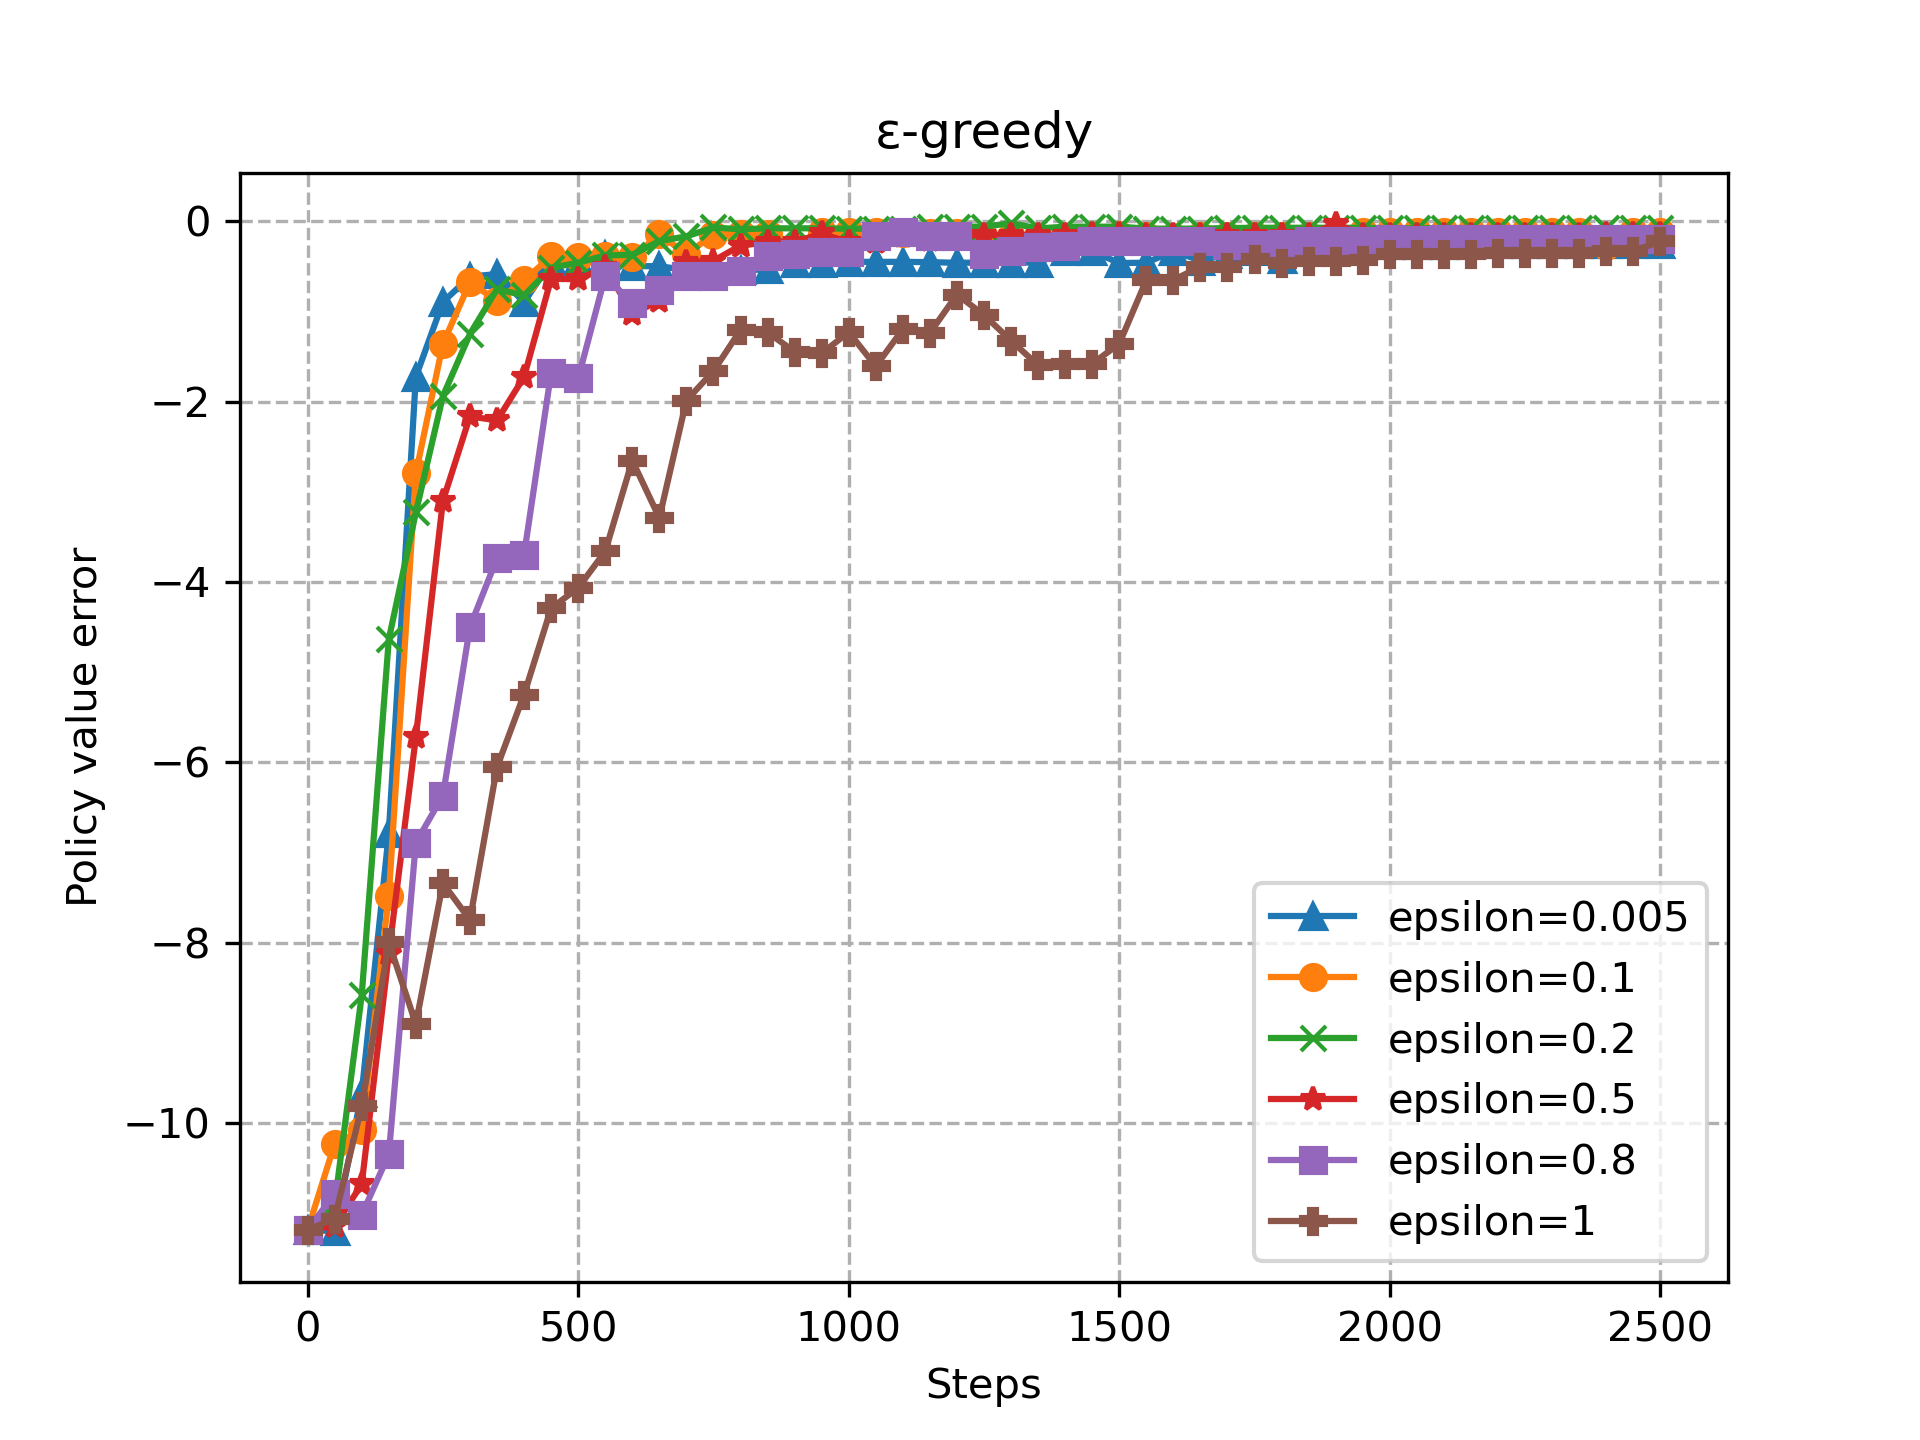 ε-greedy
Policy value error
0
−2
−4
−6
−8
−10
0 500 1000 1500 2000 2500
Steps
epsilon=0.005
epsilon=0.1
epsilon=0.2
epsilon=0.5
epsilon=0.8
epsilon=1